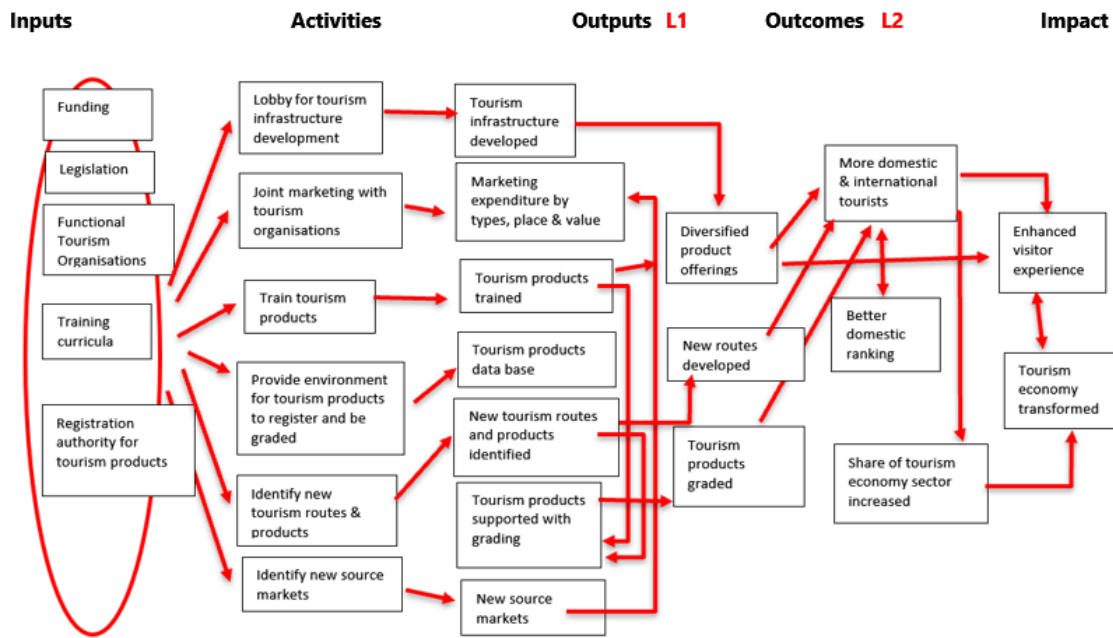 Inputs
Activities
Outputs L1
Outcomes L2
Impact
Funding
Legislation
Functional
Tourism
Organisations
Training
curricula
Registration
authority for
tourism products
Lobby for tourism
infrastructure
development
Joint marketing with
tourism
organisations
Train tourism
products
Provide environment
for tourism products
to register and be
graded
Identify new
tourism routes &
products
Identify new source
markets
Tourism
infrastructure
developed
Marketing
expenditure by
types, place & value
Tourism products
trained
Tourism products
data base
New tourism routes
and products
identified
Tourism products
supported with
grading
New source
markets
Diversified
product
offerings
New routes
developed
Tourism
products
graded
More domestic
& international
tourists
Better
domestic
ranking
Share of tourism
economy sector
increased
Enhanced
visitor
experience
Tourism
economy
transformed